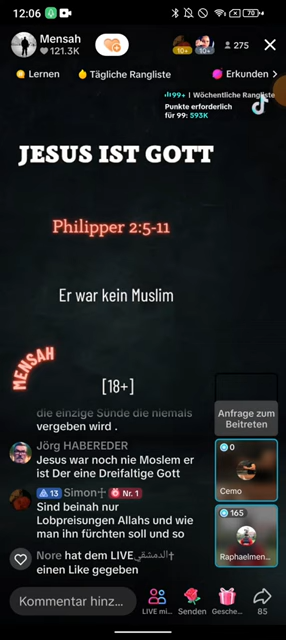 12:06
70
Mensah
121.3K
10+
10+
275
Lernen
Tägliche Rangliste
Erkunden >
99+ | Wöchentliche Rangliste
Punkte erforderlich
für 99: 593K
JESUS IST GOTT
Philipper 2:5-11
Er war kein Muslim
MENSAH
[18+]
die einzige Sünde die niemals
vergeben wird .
Anfrage zum
Beitreten
Jörg HABEREDER
Jesus war noch nie Moslem er
ist Der eine Dreifaltige Gott
0
Cemo
13 Simon✝ Nr. 1
Sind beinah nur
Lobpreisungen Allahs und wie
man ihn fürchten soll und so
165
Raphaelmen...
Nore hat dem LIVE الدمشقي✝
einen Like gegeben
Kommentar hinz...
LIVE mi...
Senden
Gesche...
85